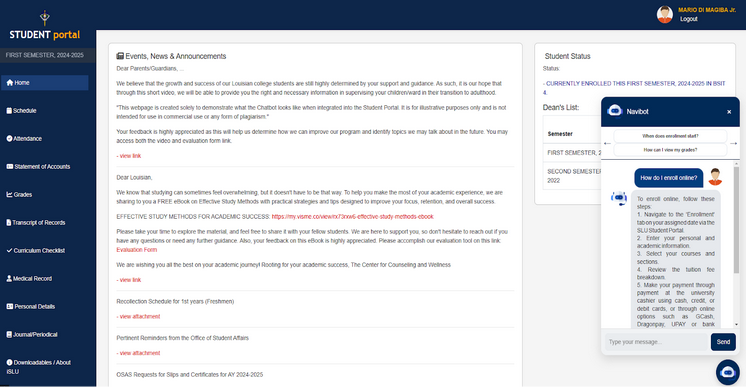 MARIO DI MAGIBA Jr.
Logout
STUDENT portal
FIRST SEMESTER, 2024-2025
Home
Schedule
Attendance
Statement of Accounts
Grades
Transcript of Records
Curriculum Checklist
Medical Record
Personal Details
Journal/Periodical
Downloadables / About
iSLU
Events, News & Announcements
Dear Parents/Guardians, ...
We believe that the growth and success of our Louisian college students are still highly determined by your support and guidance. As such, it is our hope that
through this short video, we will be able to provide you the right and necessary information in supervising your children/ward in their transition to adulthood.
"This webpage is created solely to demonstrate what the Chatbot looks like when integrated into the Student Portal. It is for illustrative purposes only and is not
intended for use in commercial use or any form of plagiarism."
Your feedback is highly appreciated as this will help us determine how we can improve our program and identify topics we may talk about in the future. You may
access both the video and evaluation form link.
- view link
Dear Louisian,
We know that studying can sometimes feel overwhelming, but it doesn't have to be that way. To help you make the most of your academic experience, we are
sharing to you a FREE eBook on Effective Study Methods with practical strategies and tips designed to improve your focus, retention, and overall success.
EFFECTIVE STUDY METHODS FOR ACADEMIC SUCCESS:
Please take your time to explore the material, and feel free to share it with your fellow students. We are here to support you, so don't hesitate to reach out if you
have any questions or need any further guidance. Also, your feedback on this eBook is highly appreciated. Please accomplish our evaluation tool on this link:
Evaluation Form
We are wishing you all the best on your academic journey! Rooting for your academic success, The Center for Counseling and Wellness
- view link
Recollection Schedule for 1st years (Freshmen)
- view attachment
Pertinent Reminders from the Office of Student Affairs
- view attachment
OSAS Requests for Slips and Certificates for AY 2024-2025
Student Status
Status:
- CURRENTLY ENROLLED THIS FIRST SEMESTER, 2024-2025 IN BSIT
4.
Dean's List:
Semester
FIRST SEMESTER, 2
SECOND SEMESTER
2022
Navibot
×
When does enrollment start?
How can I view my grades?
How do I enroll online?
To enroll online, follow these
steps:
1. Navigate to the 'Enrollment'
tab on your assigned date via the
SLU Student Portal.
2. Enter your personal and
academic information.
3. Select your courses and
sections.
4. Review the tuition fee
breakdown.
5. Make your payment through
payment at the university
cashier using cash, credit, or
debit cards, or through online
options such as GCash,
Dragonpay, UPAY or bank
Type your message...
Send